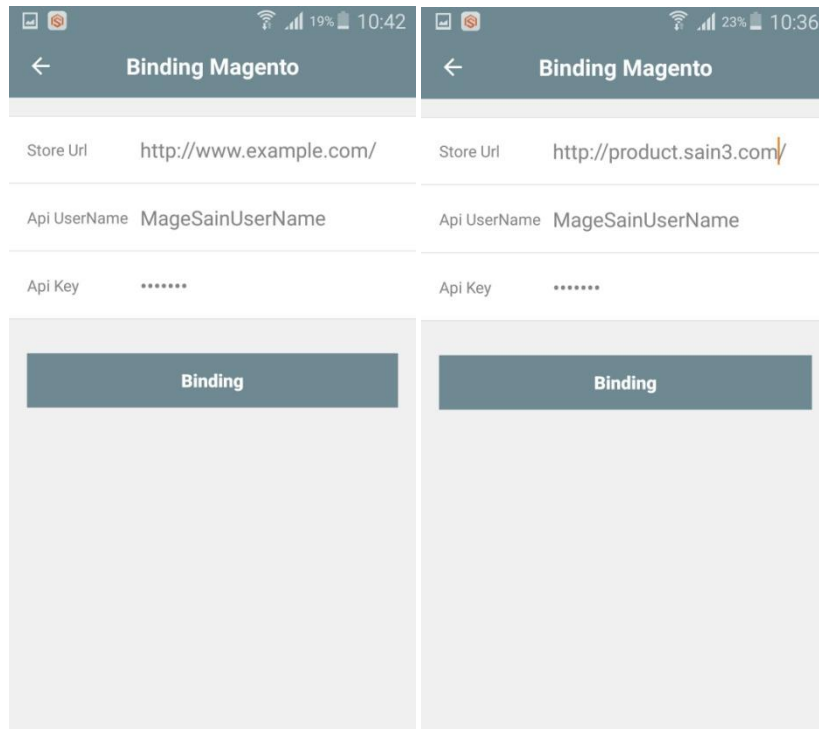 19% 10:42
Binding Magento
Store Url http://www.example.com/
Api UserName MageSainUserName
Api Key •••••••
Binding
23% 10:36
Binding Magento
Store Url http://product.sain3.com/
Api UserName MageSainUserName
Api Key •••••••
Binding